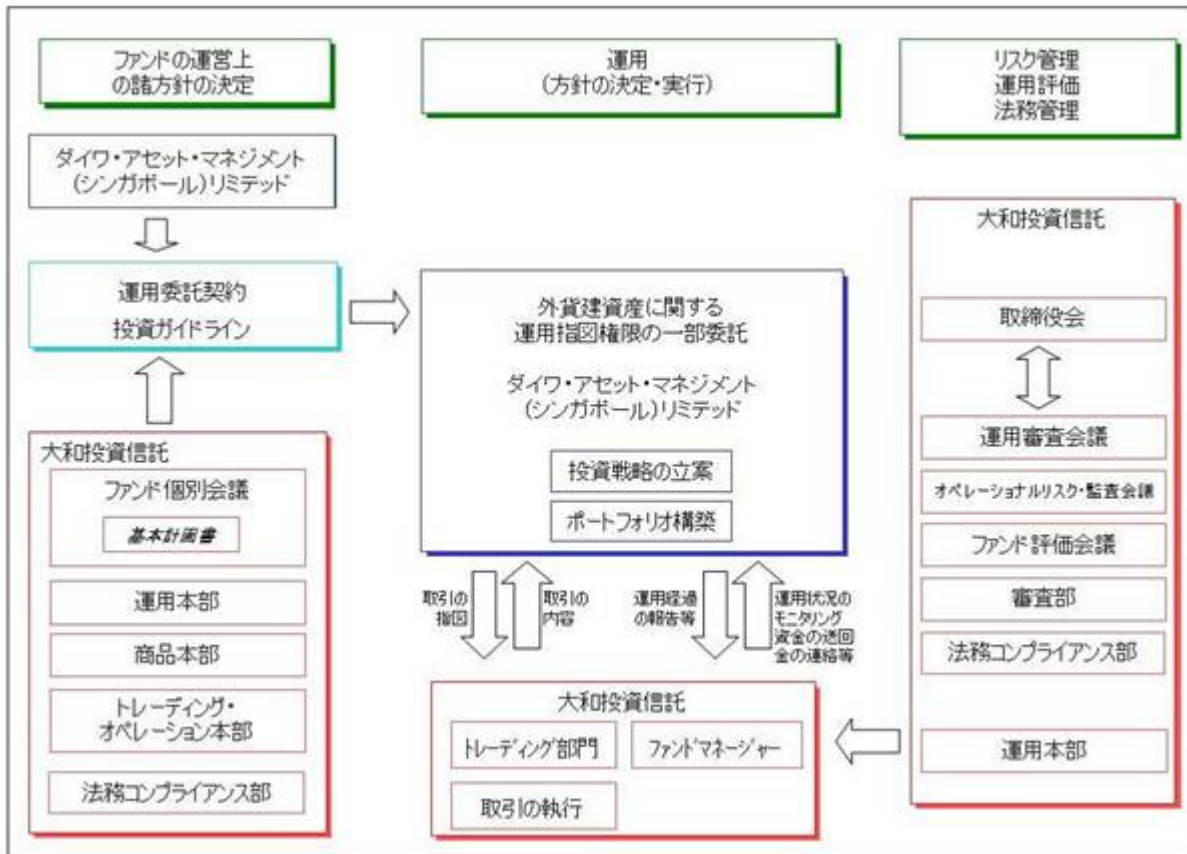 ファンドの運営上
の諸方針の決定
運用
(方針の決定・実行)
リスク管理
運用評価
法務管理
ダイワ・アセット・マネジメント
(シンガポール)リミテッド
運用委託契約
投資ガイドライン
大和投資信託
ファンド個別会議
基本計画書
運用本部
商品本部
トレーディング・
オペレーション本部
法務コンプライアンス部
外貨建資産に関する
運用指図権限の一部委託
ダイワ・アセット・マネジメント
(シンガポール)リミテッド
投資戦略の立案
ポートフォリオ構築
取引の
指図
取引の
内容
運用経過
の報告等
運用状況の
モニタリング
資金の送回
金の連絡等
大和投資信託
トレーディング部門
ファンドマネージャー
取引の執行
大和投資信託
取締役会
運用審査会議
オペレーショナルリスク・監査会議
ファンド評価会議
審査部
法務コンプライアンス部
運用本部